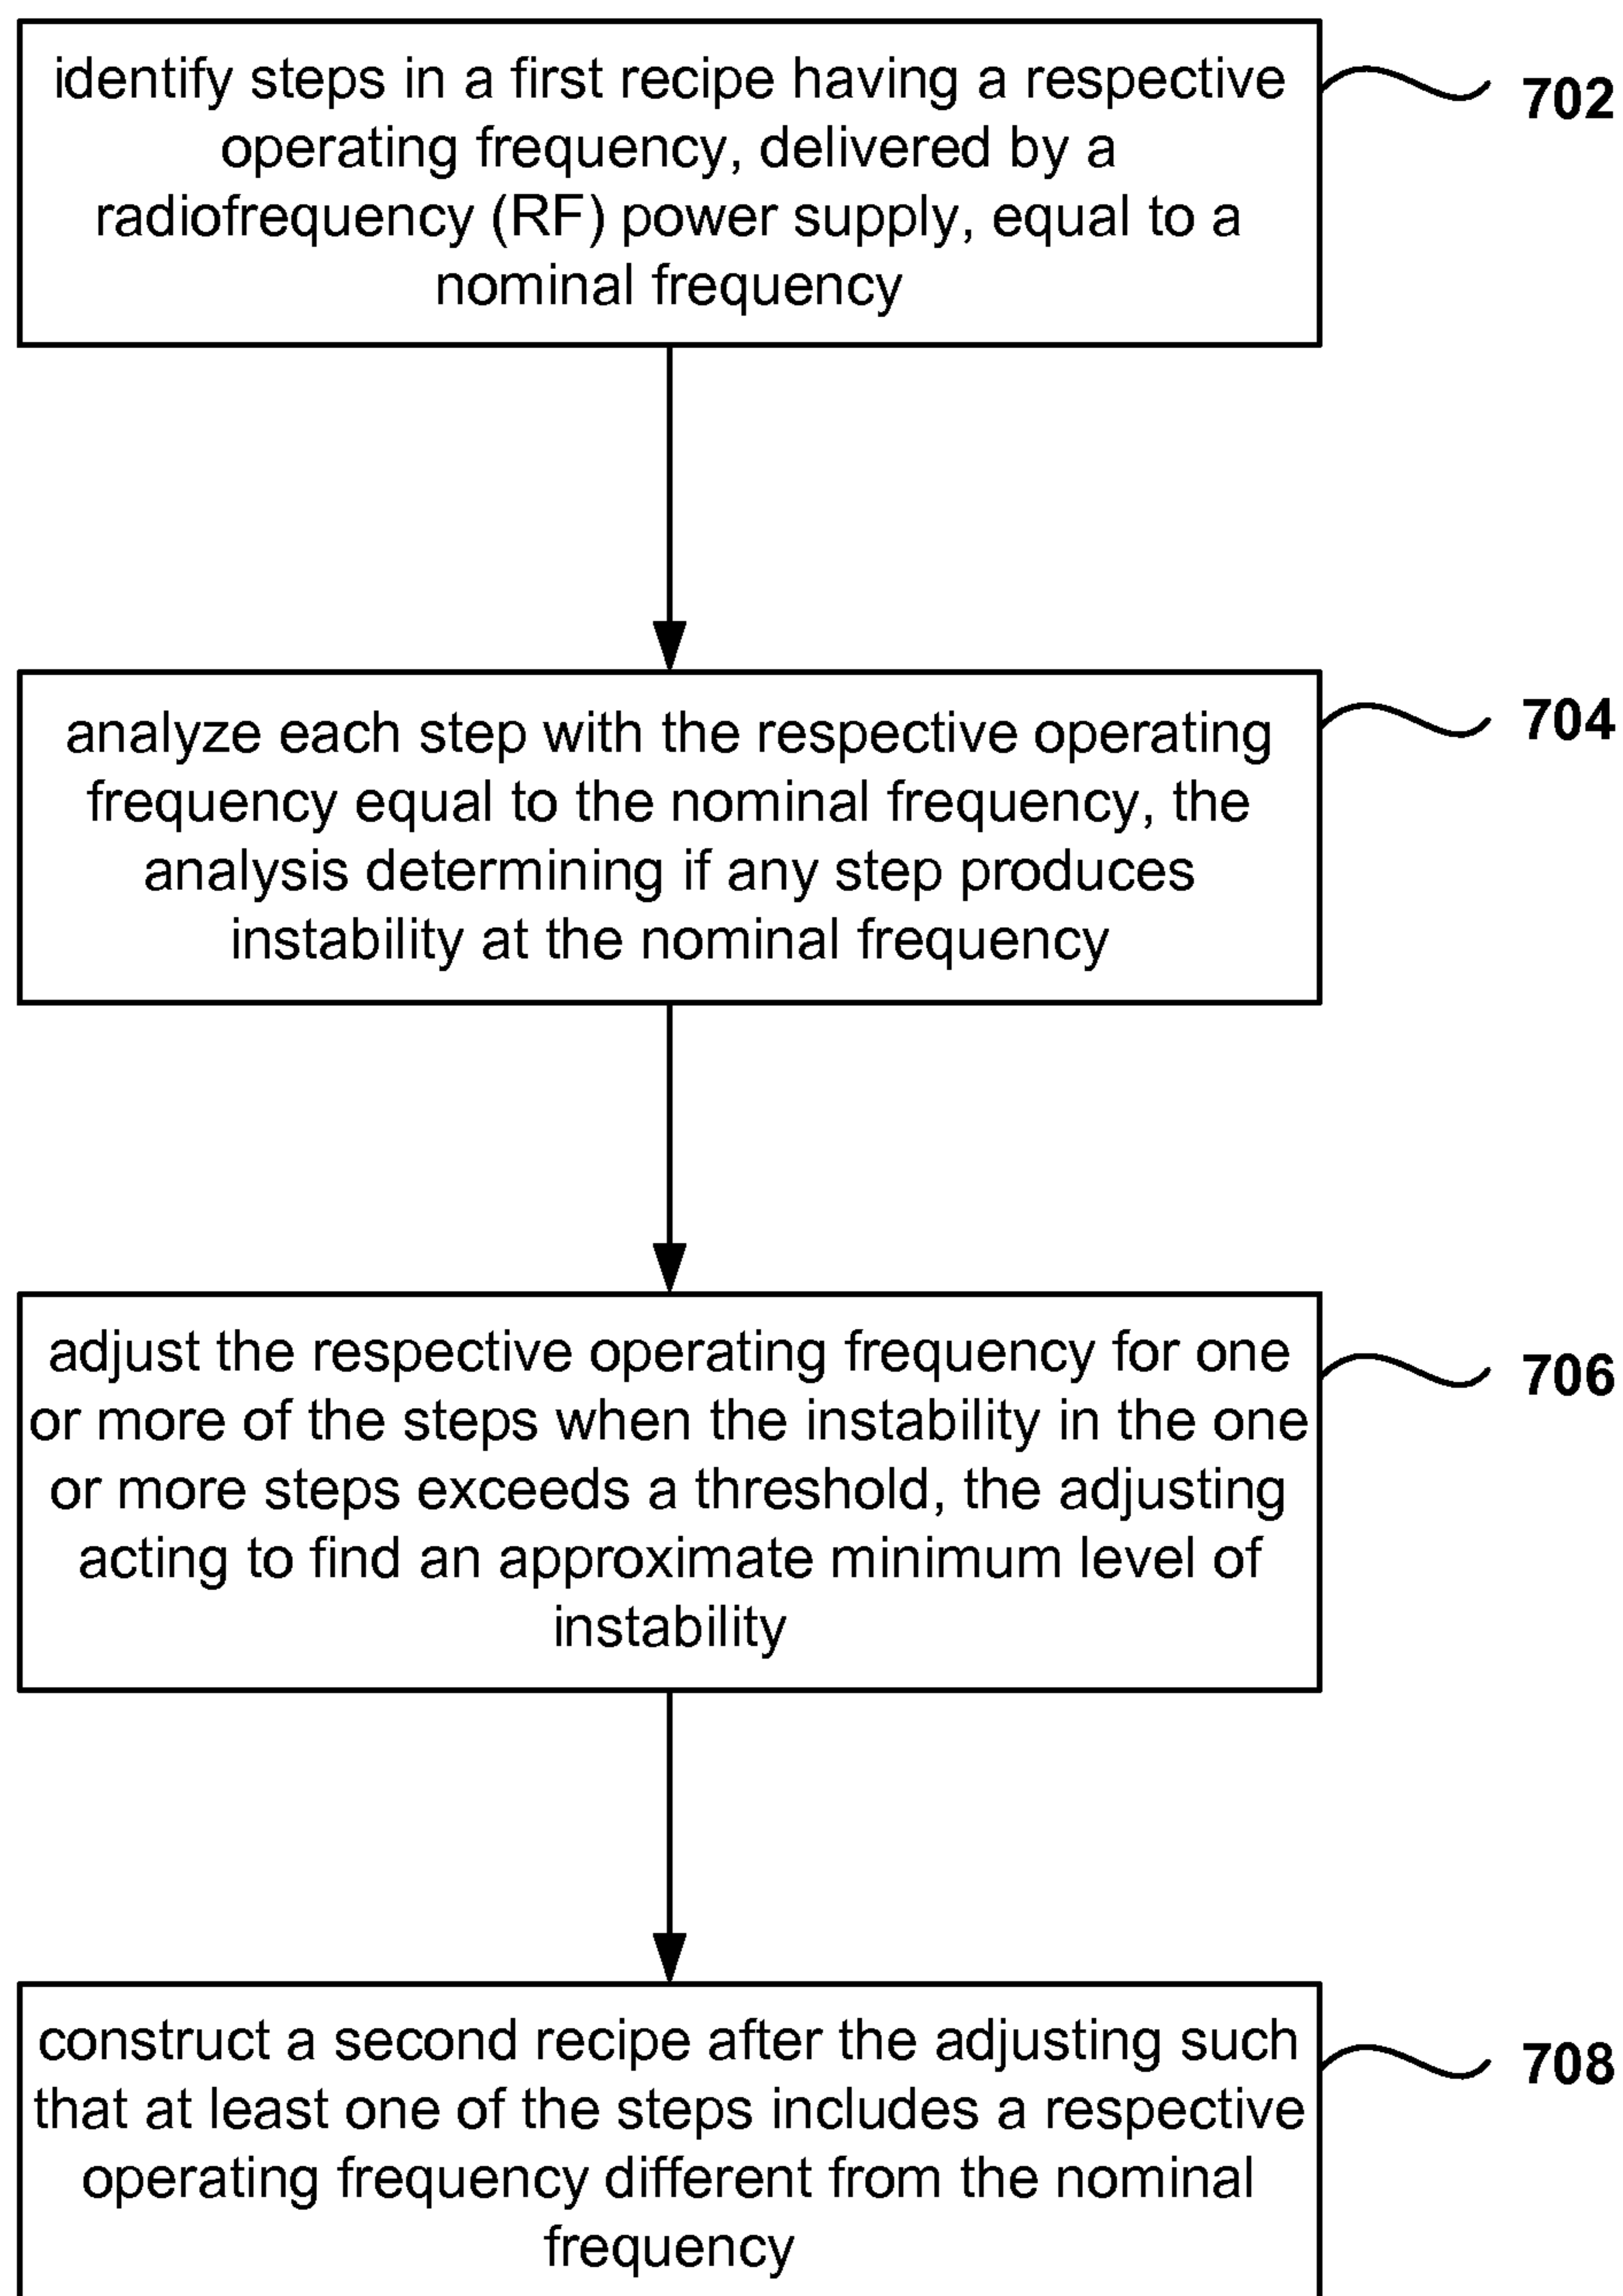 identify steps in a first recipe having a respective
operating frequency, delivered by a
radiofrequency (RF) power supply, equal to a
nominal frequency
702
analyze each step with the respective operating
frequency equal to the nominal frequency, the
analysis determining if any step produces
instability at the nominal frequency
704
adjust the respective operating frequency for one
or more of the steps when the instability in the one
or more steps exceeds a threshold, the adjusting
acting to find an approximate minimum level of
instability
706
construct a second recipe after the adjusting such
that at least one of the steps includes a respective
operating frequency different from the nominal
frequency
708